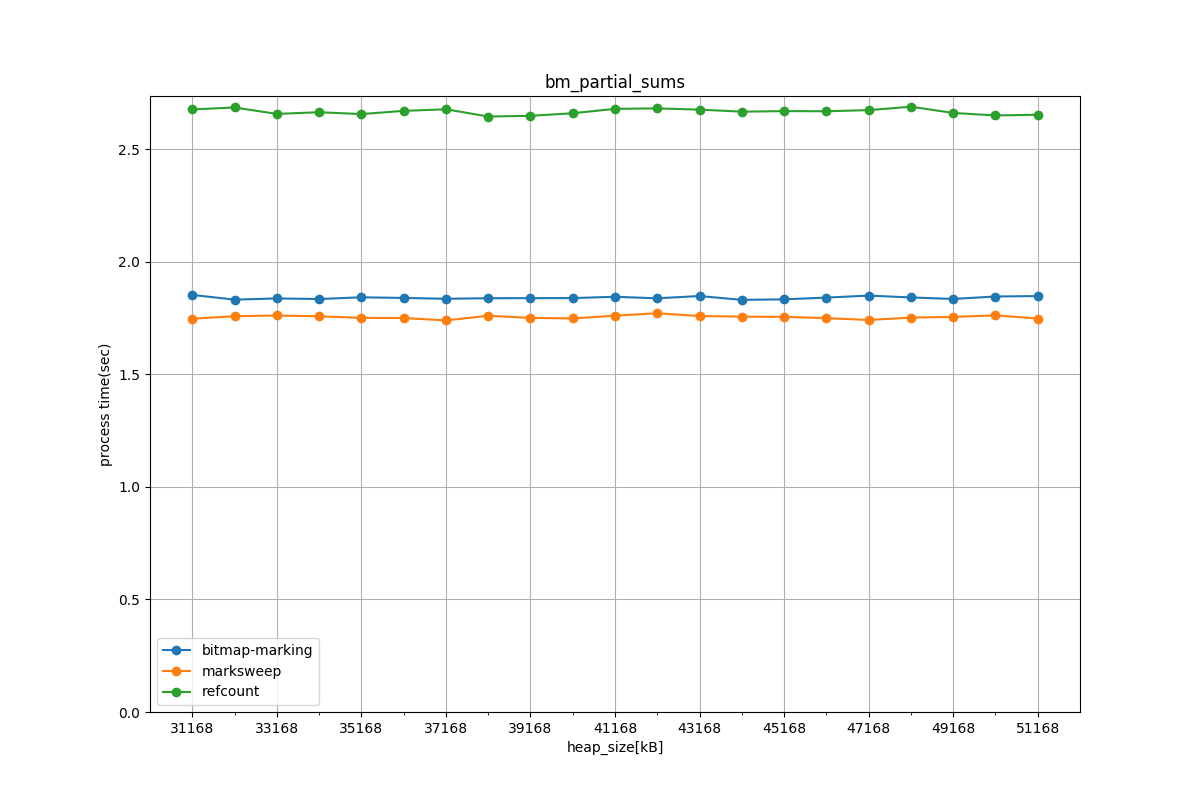 bm_partial_sums
process time(sec)
2.5
2.0
1.5
1.0
0.5
0.0
bitmap-marking
marksweep
refcount
31168 33168 35168 37168 39168 41168 43168 45168 47168 49168 51168
heap_size[kB]